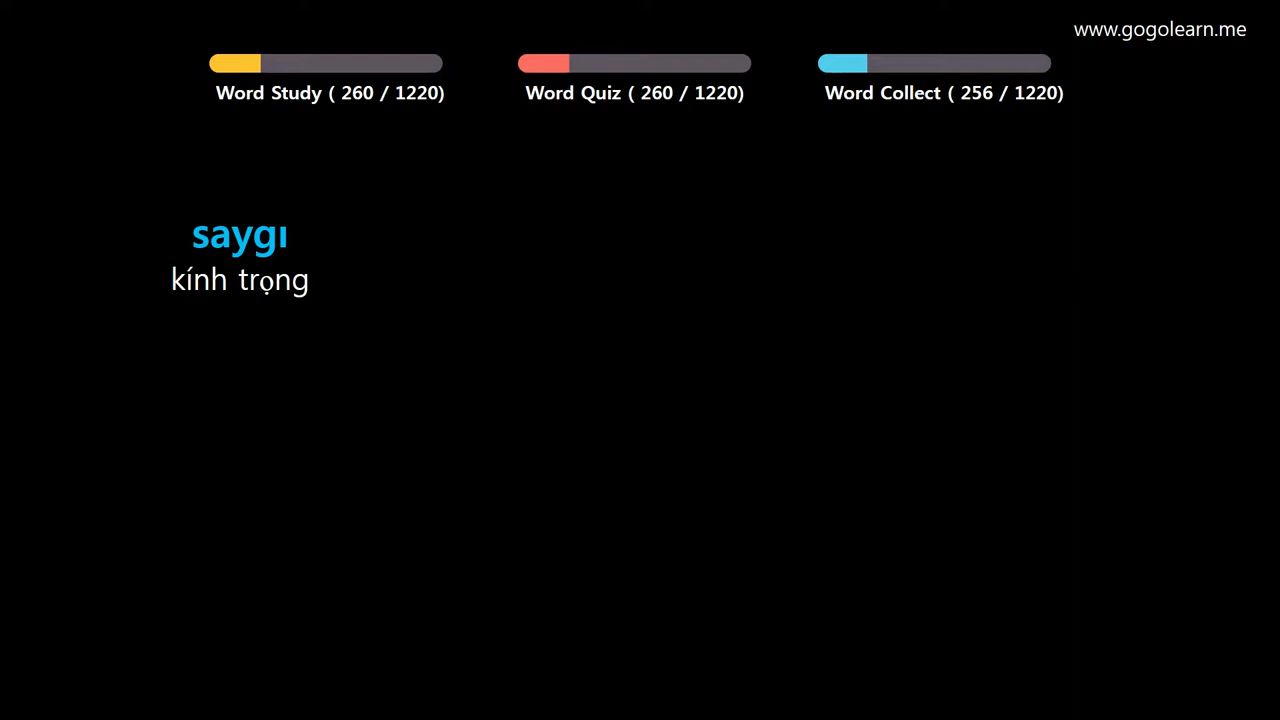 www.gogolearn.me
Word Study ( 260 / 1220)
Word Quiz ( 260 / 1220)
Word Collect ( 256 / 1220)
saygı
kính trọng